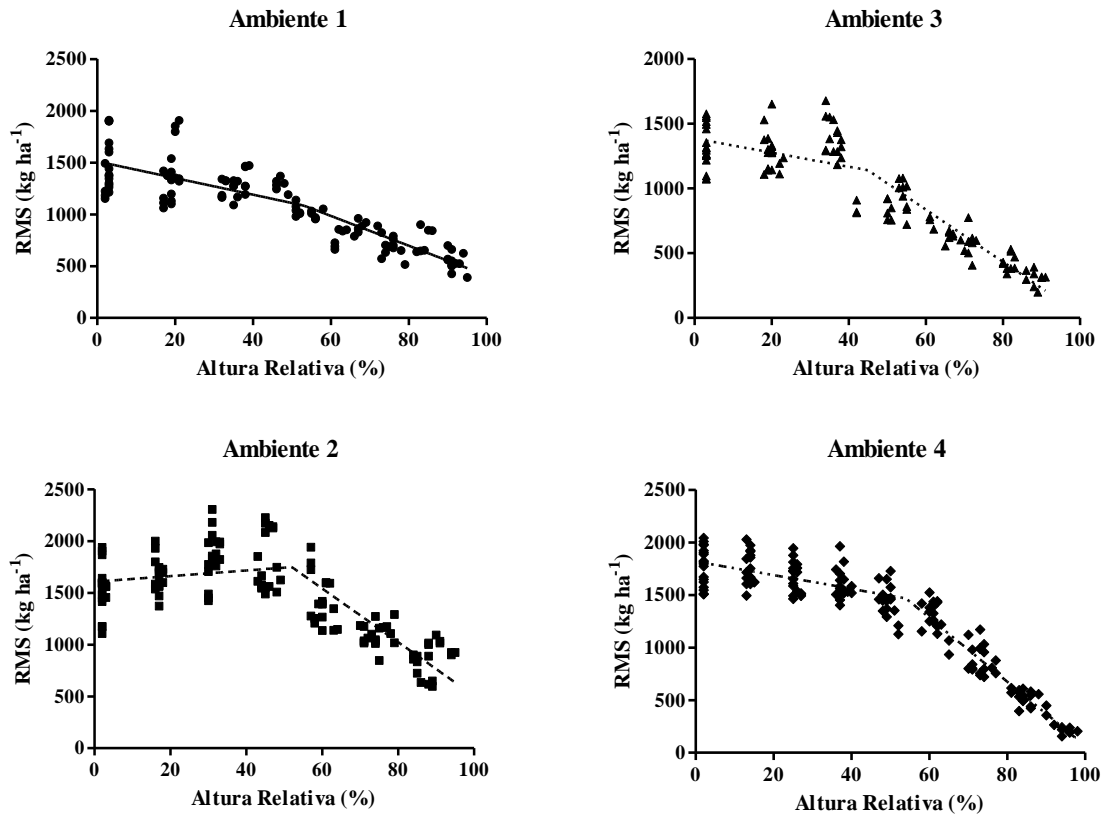 Ambiente 1
2500
2000
1500
1000
500
0
RMS (kg ha-1)
0 20 40 60 80 100
Altura Relativa (%)
Ambiente 3
2000
1500
1000
500
0
RMS (kg ha-1)
0 20 40 60 80 100
Altura Relativa (%)
Ambiente 2
2500
2000
1500
1000
500
0
RMS (kg ha-1)
0 20 40 60 80 100
Altura Relativa (%)
Ambiente 4
2500
2000
1500
1000
500
0
RMS (kg ha-1)
0 20 40 60 80 100
Altura Relativa (%)